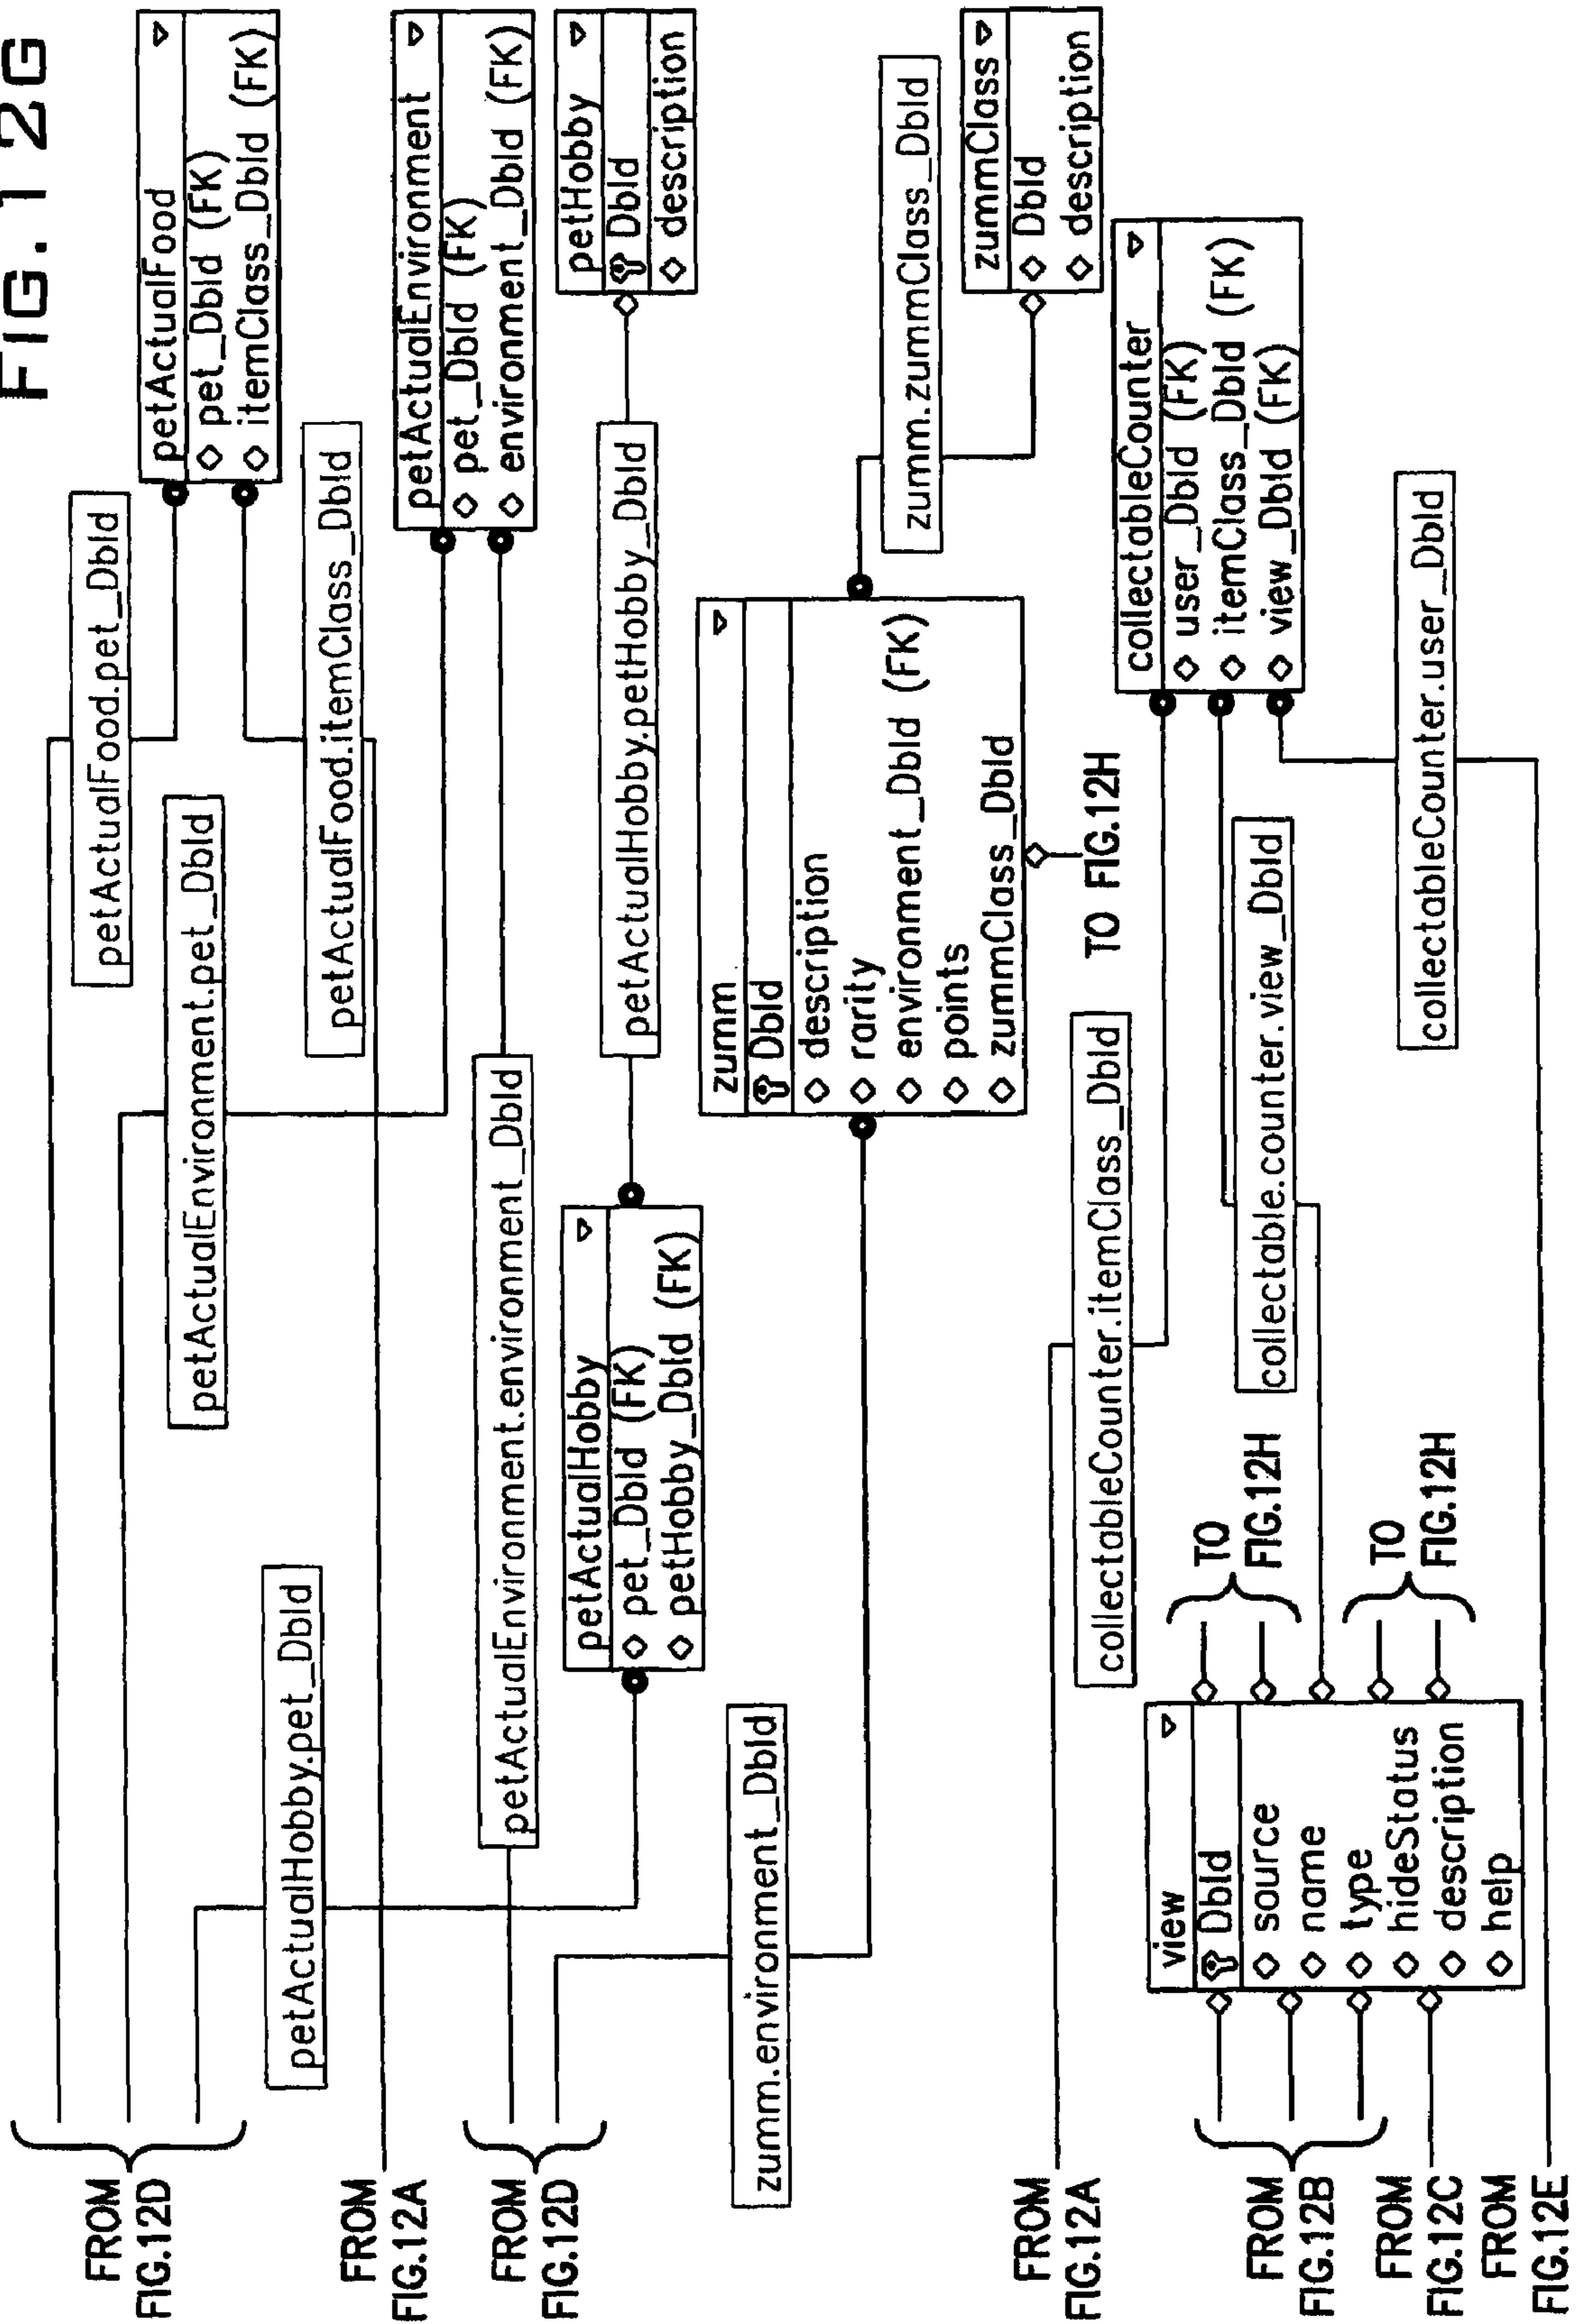 FIG.12G
petActualFood
pet_DbId (FK)
itemClass_DbId (FK)
petActualFood.pet_DbId
petActualEnvironment.pet_DbId
petActualFood.itemClass_DbId
petActualHobby.pet_DbId
FROM
FIG.12D
FROM
FIG.12A
petActualEnvironment
pet_DbId (FK)
environment_DbId (FK)
petActualEnvironment.environment_DbId
FROM
FIG.12D
petHobby
DbId
description
petActualHobby.petHobby_DbId
petActualHobby
pet_DbId (FK)
petHobby_DbId (FK)
zumm.environment_DbId
zumm
DbId
description
rarity
environment_DbId (FK)
points
zummClass_DbId
zumm.zummClass_DbId
zummClass
DbId
description
TO FIG.12H
FROM
FIG.12A
collectableCounter.itemClass_DbId
collectableCounter
user_DbId (FK)
itemClass_DbId (FK)
view_DbId (FK)
collectable.counter.view_DbId
collectableCounter.user_DbId
view
DbId
source
name
type
hideStatus
description
help
TO
FIG.12H
TO
FIG.12H
FROM
FIG.12B
FROM
FIG.12C
FROM
FIG.12E